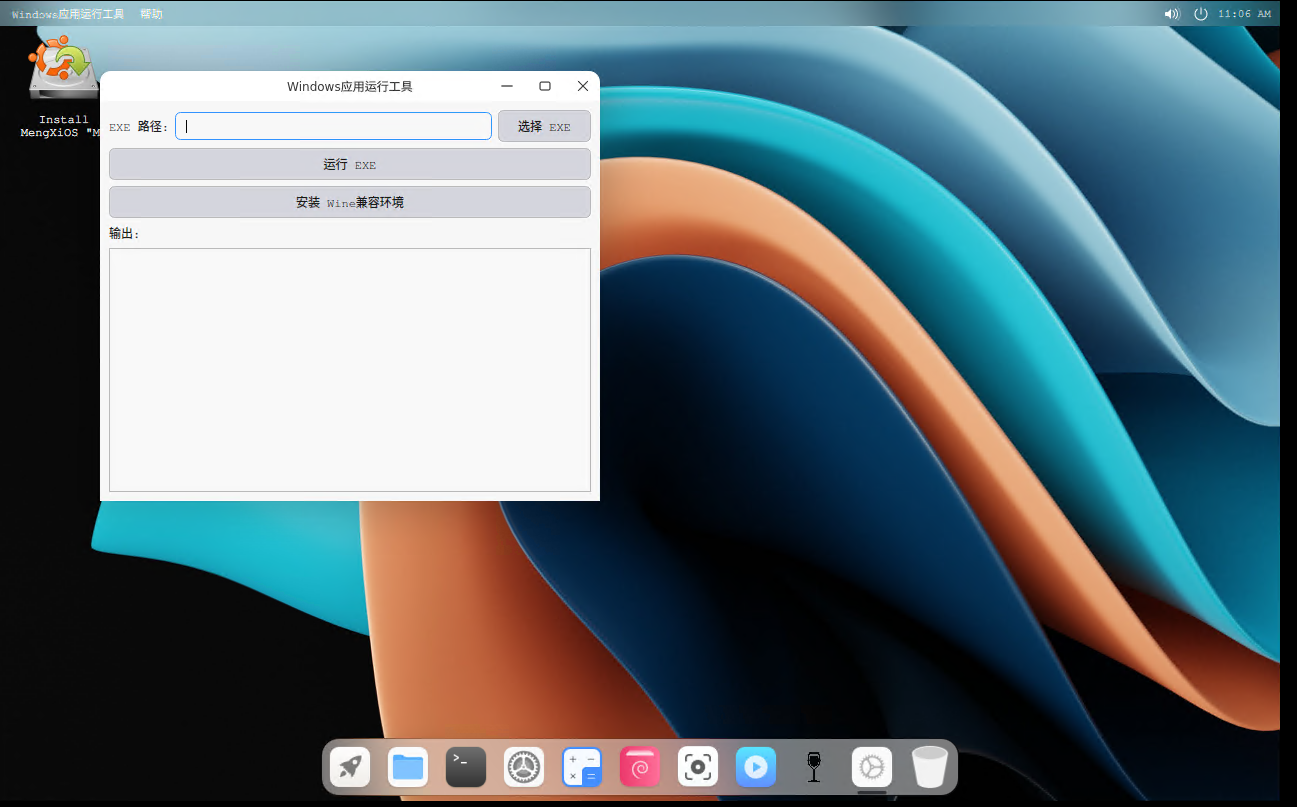 Windows应用运行工具 帮助 11:06 AM
Install
MengXiOS "M
Windows应用运行工具
EXE 路径: 选择 EXE
运行 EXE
安装 Wine兼容环境
输出:
>_
+ − × =